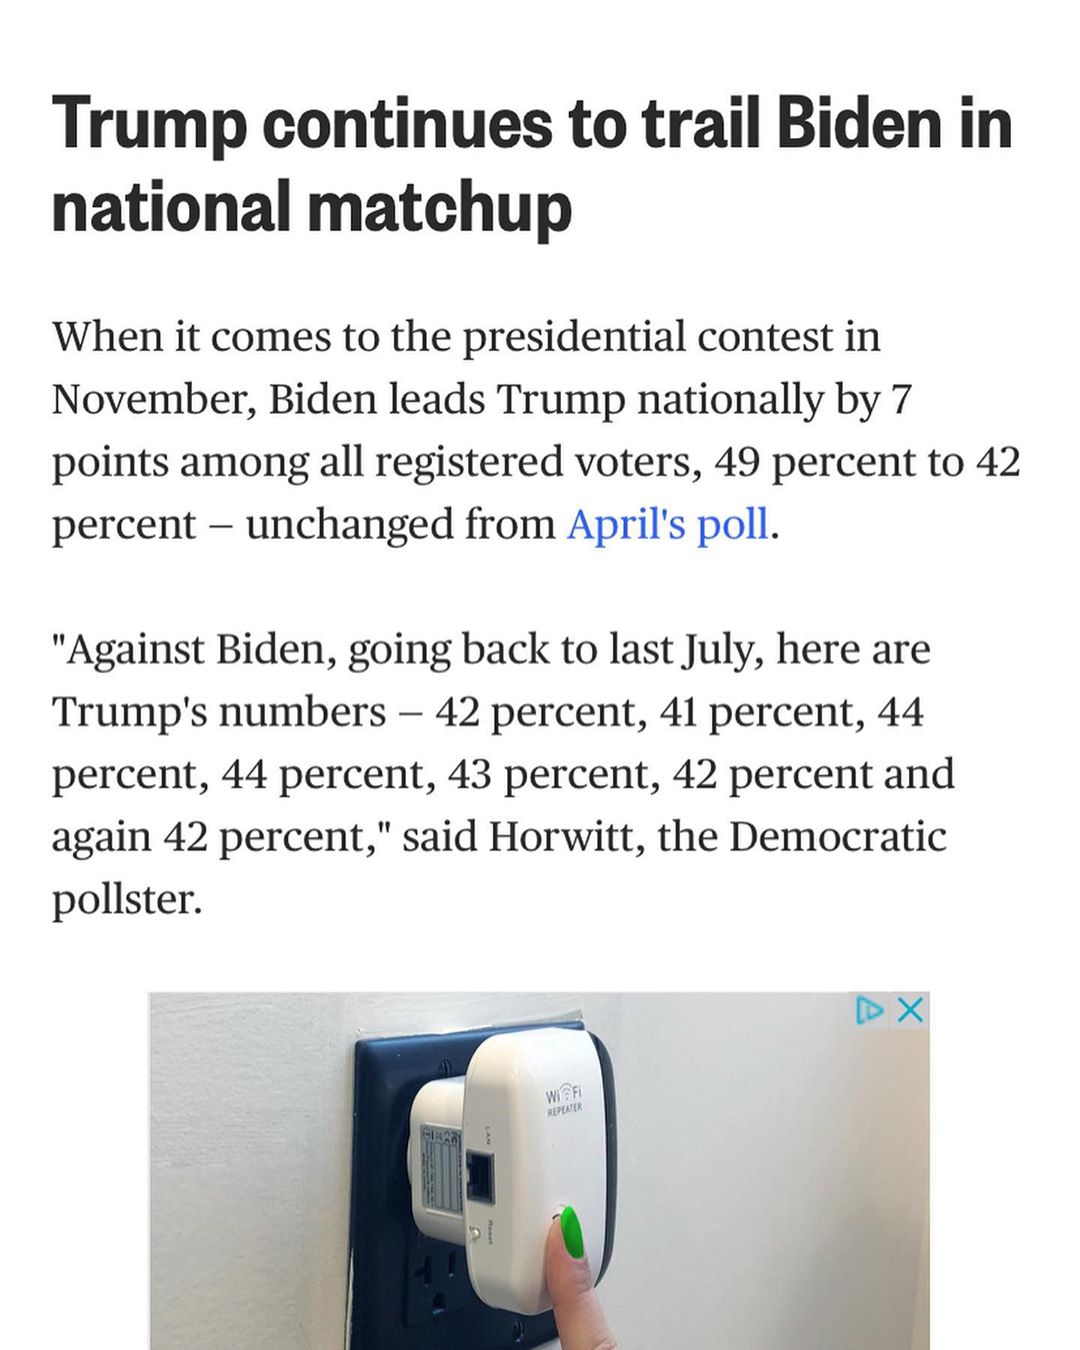 Trump continues to trail Biden in
national matchup
When it comes to the presidential contest in
November, Biden leads Trump nationally by 7
points among all registered voters, 49 percent to 42
percent — unchanged from April's poll.
"Against Biden, going back to last July, here are
Trump's numbers — 42 percent, 41 percent, 44
percent, 44 percent, 43 percent, 42 percent and
again 42 percent," said Horwitt, the Democratic
pollster.
WiFi
REPEATER
LAN
Reset